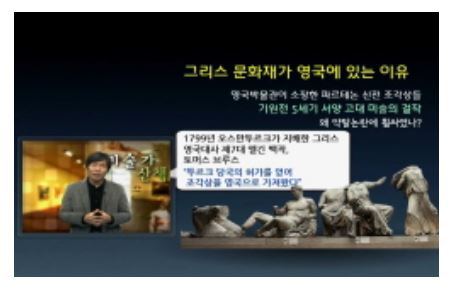 그리스 문화재가 영국에 있는 이유
영국박물관이 소장한 파르테논 신전 조각상들
기원전 5세기 서양 고대 미술의 걸작
왜 약탈논란에 휩싸였나?
1799년 오스만투르크가 지배한 그리스
영국대사 제7대 엘긴 백작,
토머스 브루스
"투르크 당국의 허가를 얻어
조각상을 영국으로 가져왔다"
미술가